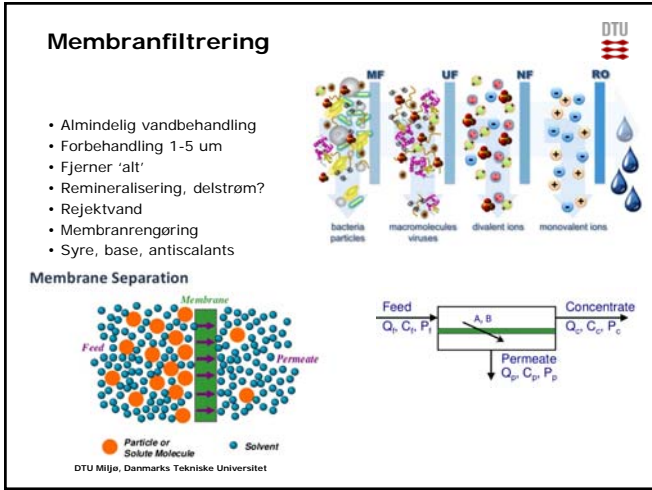 Membranfiltrering
DTU
• Almindelig vandbehandling
• Forbehandling 1-5 um
• Fjerner 'alt'
• Remineralisering, delstrøm?
• Rejektvand
• Membranrengøring
• Syre, base, antiscalants
MF UF NF RO
bacteria particles
macromolecules viruses
divalent ions
monovalent ions
Membrane Separation
Membrane
Feed
Permeate
Particle or Solute Molecule
Solvent
Feed
Qf, Cf, Pf
A, B
Concentrate
Qc, Cc, Pc
Permeate
Qp, Cp, Pp
DTU Miljø, Danmarks Tekniske Universitet